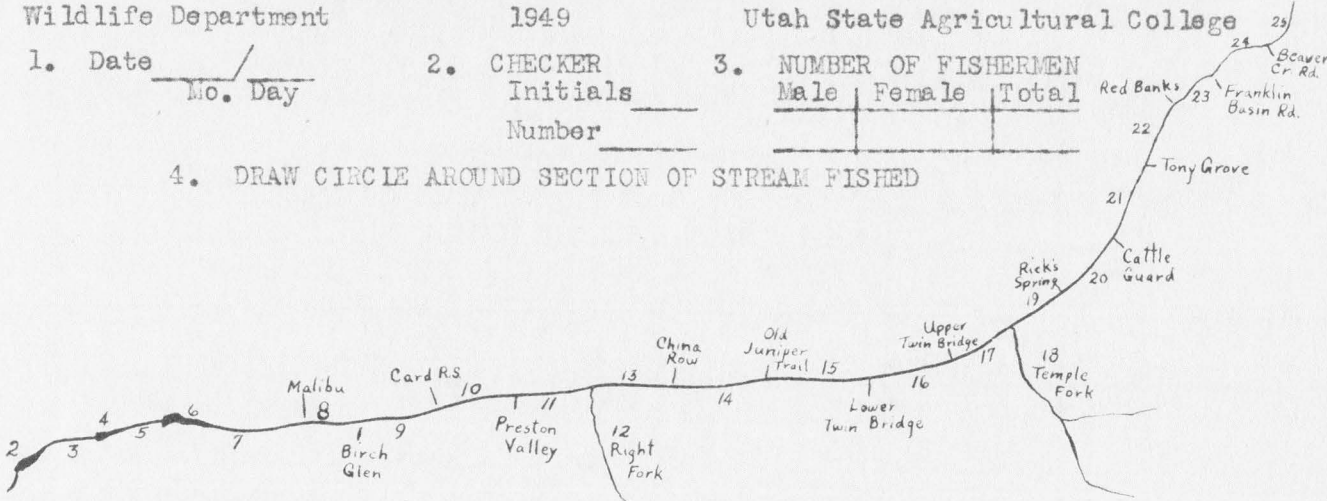 Wildlife Department 1949 Utah State Agricultural College
1. Date / 2. CHECKER 3. NUMBER OF FISHERMEN
Mo. Day Initials Male Female Total
Number
4. DRAW CIRCLE AROUND SECTION OF STREAM FISHED
25
24
Beaver
Cr. Rd.
Red Banks
23
Franklin
Basin Rd.
22
Tony Grove
21
Cattle
Guard
20
Rick's
Spring
19
Upper
Twin Bridge
17
18
Temple
Fork
16
Lower
Twin Bridge
Old
Juniper
Trail
15
14
China
Row
13
12
Right
Fork
11
Preston
Valley
10
Card R.S.
9
Birch
Glen
Malibu
8
7
6
5
4
3
2